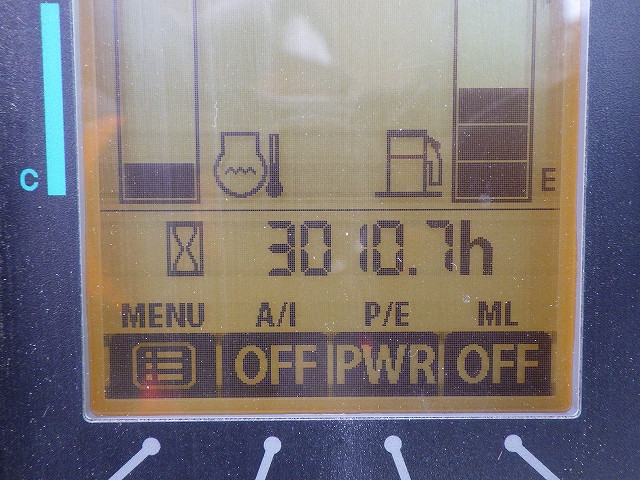 C
E
3010.7h
MENU A/I P/E ML
OFF PWR OFF